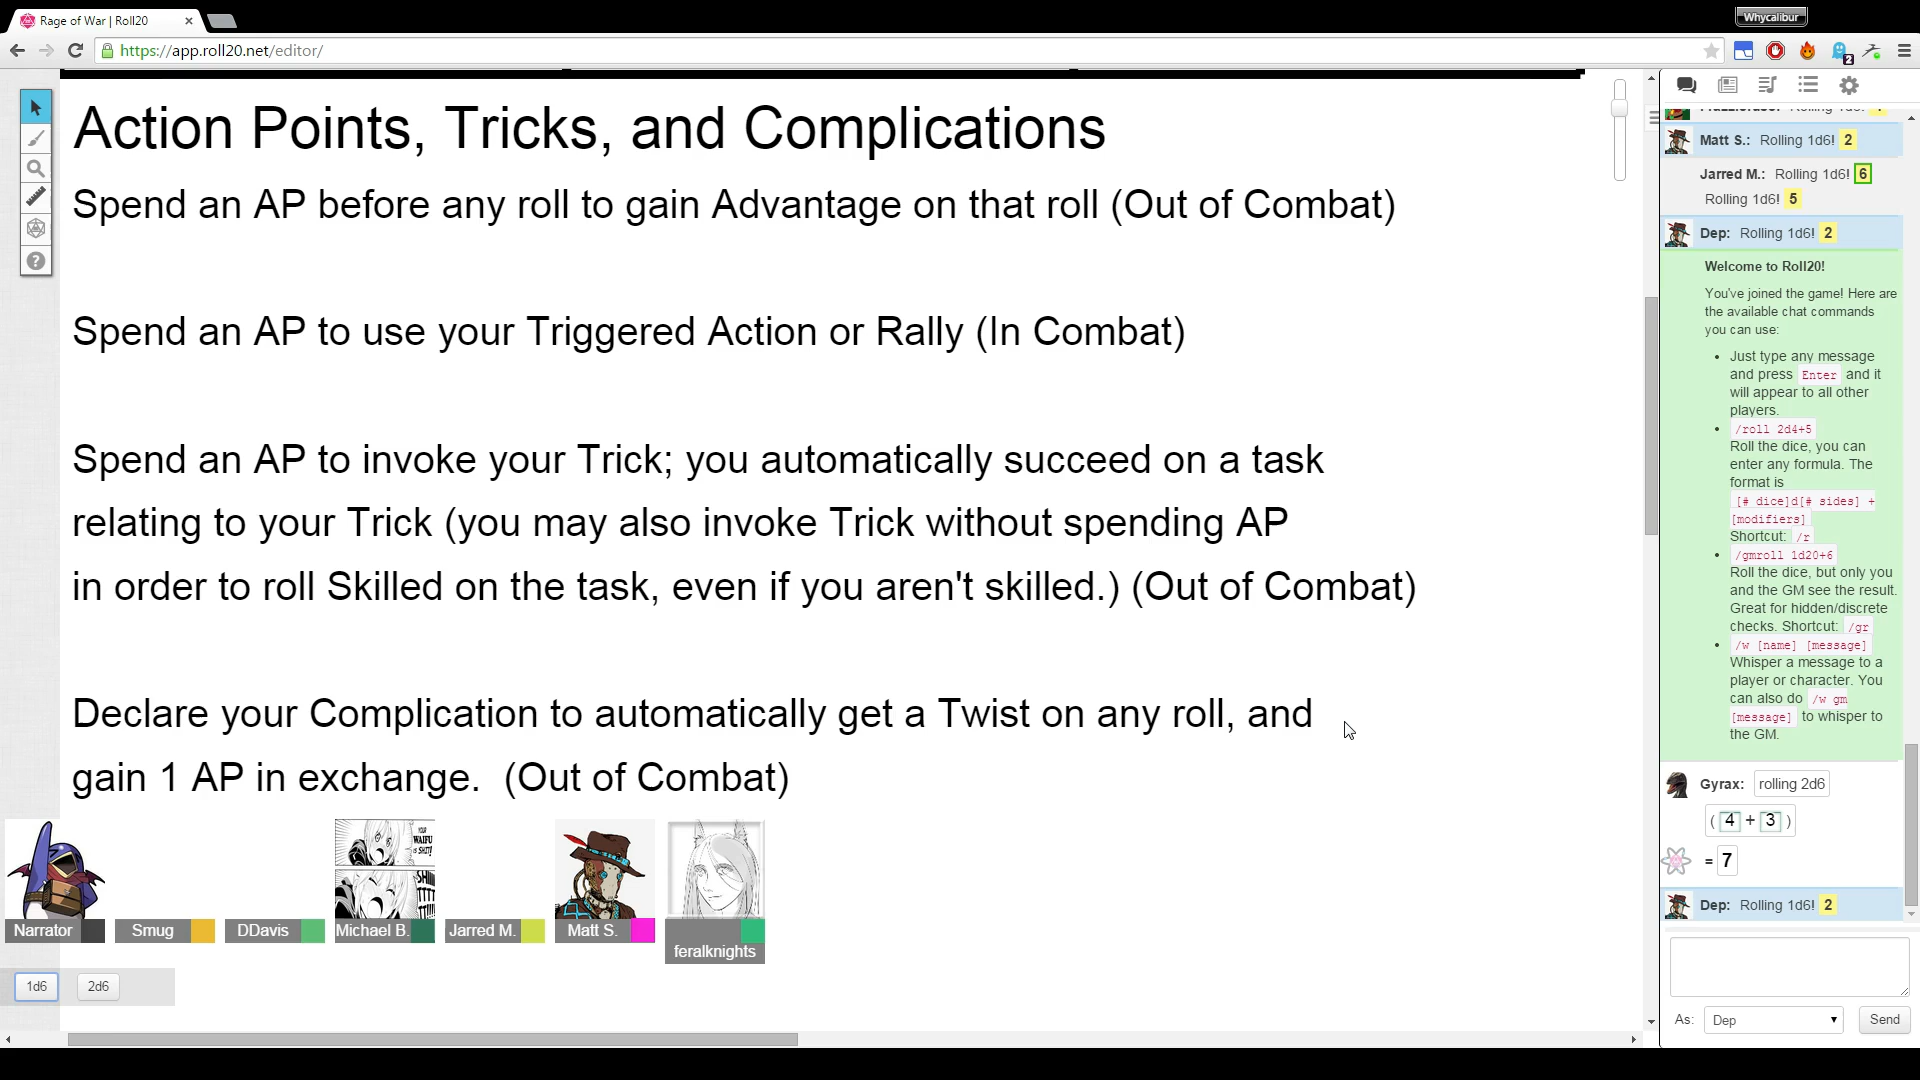 Rage of War | Roll20
Whycalibur
https://app.roll20.net/editor/
2
Action Points, Tricks, and Complications
Spend an AP before any roll to gain Advantage on that roll (Out of Combat)
Spend an AP to use your Triggered Action or Rally (In Combat)
Spend an AP to invoke your Trick; you automatically succeed on a task
relating to your Trick (you may also invoke Trick without spending AP
in order to roll Skilled on the task, even if you aren't skilled.) (Out of Combat)
Declare your Complication to automatically get a Twist on any roll, and
gain 1 AP in exchange. (Out of Combat)
YOUR
WAIFU
IS SHIT!
Narrator
Smug
DDavis
Michael B.
Jarred M.
Matt S.
feralknights
1d6
2d6
Matt S.: Rolling 1d6! 2
Jarred M.: Rolling 1d6! 6
Rolling 1d6! 5
Dep: Rolling 1d6! 2
Welcome to Roll20!
You've joined the game! Here are
the available chat commands
you can use:
• Just type any message
and press Enter and it
will appear to all other
players.
• /roll 2d4+5
Roll the dice, you can
enter any formula. The
format is
[# dice]d[# sides] +
[modifiers]
Shortcut: /r
• /gmroll 1d20+6
Roll the dice, but only you
and the GM see the result.
Great for hidden/discrete
checks. Shortcut: /gr
• /w [name] [message]
Whisper a message to a
player or character. You
can also do /w gm
[message] to whisper to
the GM.
Gyrax: rolling 2d6
( 4 + 3 )
= 7
Dep: Rolling 1d6! 2
As: Dep
Send